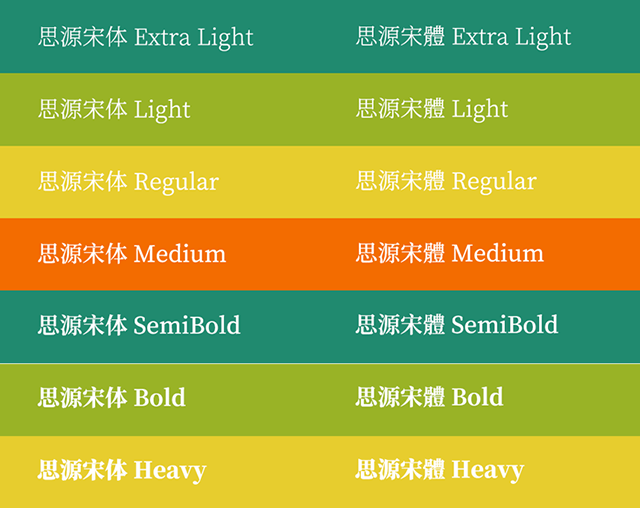 思源宋体 Extra Light 思源宋體 Extra Light
思源宋体 Light 思源宋體 Light
思源宋体 Regular 思源宋體 Regular
思源宋体 Medium 思源宋體 Medium
思源宋体 SemiBold 思源宋體 SemiBold
思源宋体 Bold 思源宋體 Bold
思源宋体 Heavy 思源宋體 Heavy